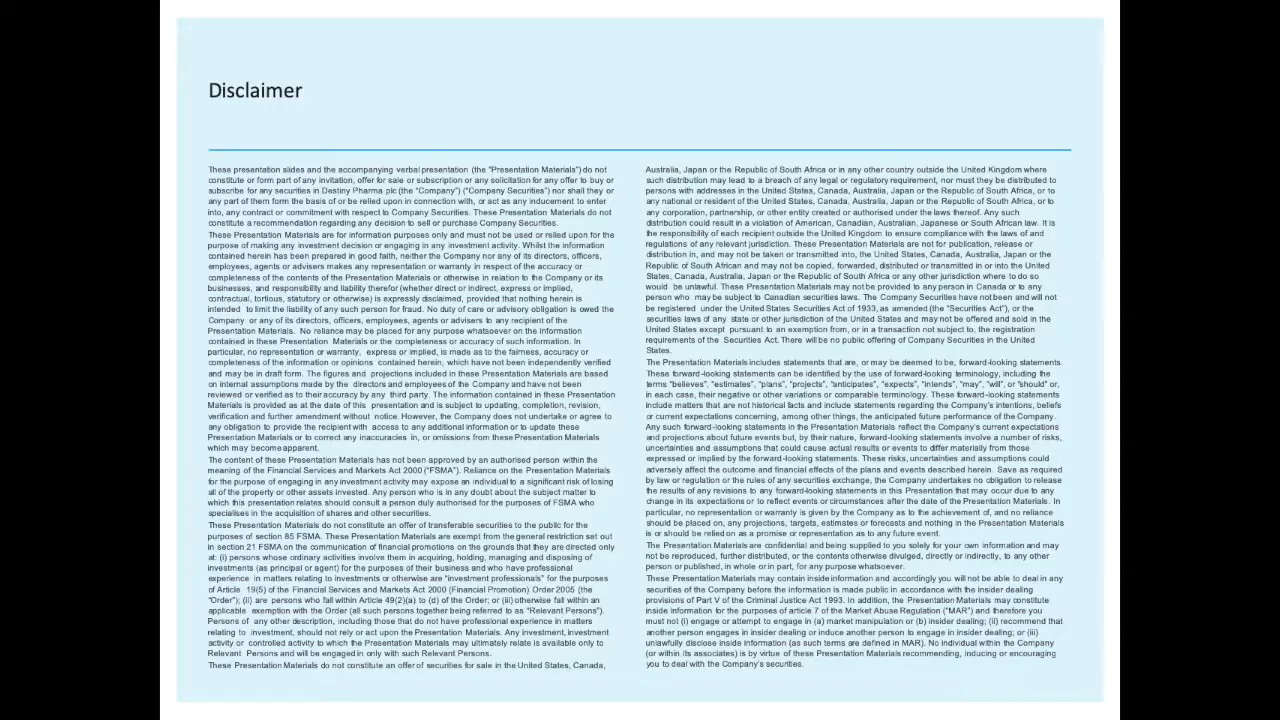 Disclaimer
These presentation slides and the accompanying verbal presentation (the "Presentation Materials") do not
constitute or form part of any invitation, offer for sale or subscription or any solicitation for any offer to buy or
subscribe for any securities in Destiny Pharma plc (the "Company") ("Company Securities") nor shall they or
any part of them form the basis of or be relied upon in connection with, or act as any inducement to enter
into, any contract or commitment with respect to Company Securities. These Presentation Materials do not
constitute a recommendation regarding any decision to sell or purchase Company Securities.
These Presentation Materials are for information purposes only and must not be used or relied upon for the
purpose of making any investment decision or engaging in any investment activity. Whilst the information
contained herein has been prepared in good faith, neither the Company nor any of its directors, officers,
employees, agents or advisers makes any representation or warranty in respect of the accuracy or
completeness of the contents of the Presentation Materials or otherwise in relation to the Company or its
businesses, and responsibility and liability therefor (whether direct or indirect, express or implied,
contractual, tortious, statutory or otherwise) is expressly disclaimed, provided that nothing herein is
intended to limit the liability of any such person for fraud. No duty of care or advisory obligation is owed the
Company or any of its directors, officers, employees, agents or advisers to any recipient of the
Presentation Materials. No reliance may be placed for any purpose whatsoever on the information
contained in these Presentation Materials or the completeness or accuracy of such information. In
particular, no representation or warranty, express or implied, is made as to the fairness, accuracy or
completeness of the information or opinions contained herein, which have not been independently verified
and may be in draft form. The figures and projections included in these Presentation Materials are based
on internal assumptions made by the directors and employees of the Company and have not been
reviewed or verified as to their accuracy by any third party. The information contained in these Presentation
Materials is provided as at the date of this presentation and is subject to updating, completion, revision,
verification and further amendment without notice. However, the Company does not undertake or agree to
any obligation to provide the recipient with access to any additional information or to update these
Presentation Materials or to correct any inaccuracies in, or omissions from these Presentation Materials
which may become apparent.
The content of these Presentation Materials has not been approved by an authorised person within the
meaning of the Financial Services and Markets Act 2000 ("FSMA"). Reliance on the Presentation Materials
for the purpose of engaging in any investment activity may expose an individual to a significant risk of losing
all of the property or other assets invested. Any person who is in any doubt about the subject matter to
which this presentation relates should consult a person duly authorised for the purposes of FSMA who
specialises in the acquisition of shares and other securities.
These Presentation Materials do not constitute an offer of transferable securities to the public for the
purposes of section 85 FSMA. These Presentation Materials are exempt from the general restriction set out
in section 21 FSMA on the communication of financial promotions on the grounds that they are directed only
at: (i) persons whose ordinary activities involve them in acquiring, holding, managing and disposing of
investments (as principal or agent) for the purposes of their business and who have professional
experience in matters relating to investments or otherwise are "investment professionals" for the purposes
of Article 19(5) of the Financial Services and Markets Act 2000 (Financial Promotion) Order 2005 (the
"Order"); (ii) are persons who fall within Article 49(2)(a) to (d) of the Order; or (iii) otherwise fall within an
applicable exemption with the Order (all such persons together being referred to as "Relevant Persons").
Persons of any other description, including those that do not have professional experience in matters
relating to investment, should not rely or act upon the Presentation Materials. Any investment, investment
activity or controlled activity to which the Presentation Materials may ultimately relate is available only to
Relevant Persons and will be engaged in only with such Relevant Persons.
These Presentation Materials do not constitute an offer of securities for sale in the United States, Canada,
Australia, Japan or the Republic of South Africa or in any other country outside the United Kingdom where
such distribution may lead to a breach of any legal or regulatory requirement, nor must they be distributed to
persons with addresses in the United States, Canada, Australia, Japan or the Republic of South Africa, or to
any national or resident of the United States, Canada, Australia, Japan or the Republic of South Africa, or to
any corporation, partnership, or other entity created or authorised under the laws thereof. Any such
distribution could result in a violation of American, Canadian, Australian, Japanese or South African law. It is
the responsibility of each recipient outside the United Kingdom to ensure compliance with the laws of and
regulations of any relevant jurisdiction. These Presentation Materials are not for publication, release or
distribution in, and may not be taken or transmitted into, the United States, Canada, Australia, Japan or the
Republic of South African and may not be copied, forwarded, distributed or transmitted in or into the United
States, Canada, Australia, Japan or the Republic of South Africa or any other jurisdiction where to do so
would be unlawful. These Presentation Materials may not be provided to any person in Canada or to any
person who may be subject to Canadian securities laws. The Company Securities have not been and will not
be registered under the United States Securities Act of 1933, as amended (the "Securities Act"), or the
securities laws of any state or other jurisdiction of the United States and may not be offered and sold in the
United States except pursuant to an exemption from, or in a transaction not subject to, the registration
requirements of the Securities Act. There will be no public offering of Company Securities in the United
States.
The Presentation Materials includes statements that are, or may be deemed to be, forward-looking statements.
These forward-looking statements can be identified by the use of forward-looking terminology, including the
terms "believes", "estimates", "plans", "projects", "anticipates", "expects", "intends", "may", "will", or "should" or,
in each case, their negative or other variations or comparable terminology. These forward-looking statements
include matters that are not historical facts and include statements regarding the Company's intentions, beliefs
or current expectations concerning, among other things, the anticipated future performance of the Company.
Any such forward-looking statements in the Presentation Materials reflect the Company's current expectations
and projections about future events but, by their nature, forward-looking statements involve a number of risks,
uncertainties and assumptions that could cause actual results or events to differ materially from those
expressed or implied by the forward-looking statements. These risks, uncertainties and assumptions could
adversely affect the outcome and financial effects of the plans and events described herein. Save as required
by law or regulation or the rules of any securities exchange, the Company undertakes no obligation to release
the results of any revisions to any forward-looking statements in this Presentation that may occur due to any
change in its expectations or to reflect events or circumstances after the date of the Presentation Materials. In
particular, no representation or warranty is given by the Company as to the achievement of, and no reliance
should be placed on, any projections, targets, estimates or forecasts and nothing in the Presentation Materials
is or should be relied on as a promise or representation as to any future event.
The Presentation Materials are confidential and being supplied to you solely for your own information and may
not be reproduced, further distributed, or the contents otherwise divulged, directly or indirectly, to any other
person or published, in whole or in part, for any purpose whatsoever.
These Presentation Materials may contain inside information and accordingly you will not be able to deal in any
securities of the Company before the information is made public in accordance with the insider dealing
provisions of Part V of the Criminal Justice Act 1993. In addition, the Presentation Materials may constitute
inside information for the purposes of article 7 of the Market Abuse Regulation ("MAR") and therefore you
must not (i) engage or attempt to engage in (a) market manipulation or (b) insider dealing; (ii) recommend that
another person engages in insider dealing or induce another person to engage in insider dealing; or (iii)
unlawfully disclose inside information (as such terms are defined in MAR). No individual within the Company
(or within its associates) is by virtue of these Presentation Materials recommending, inducing or encouraging
you to deal with the Company's securities.